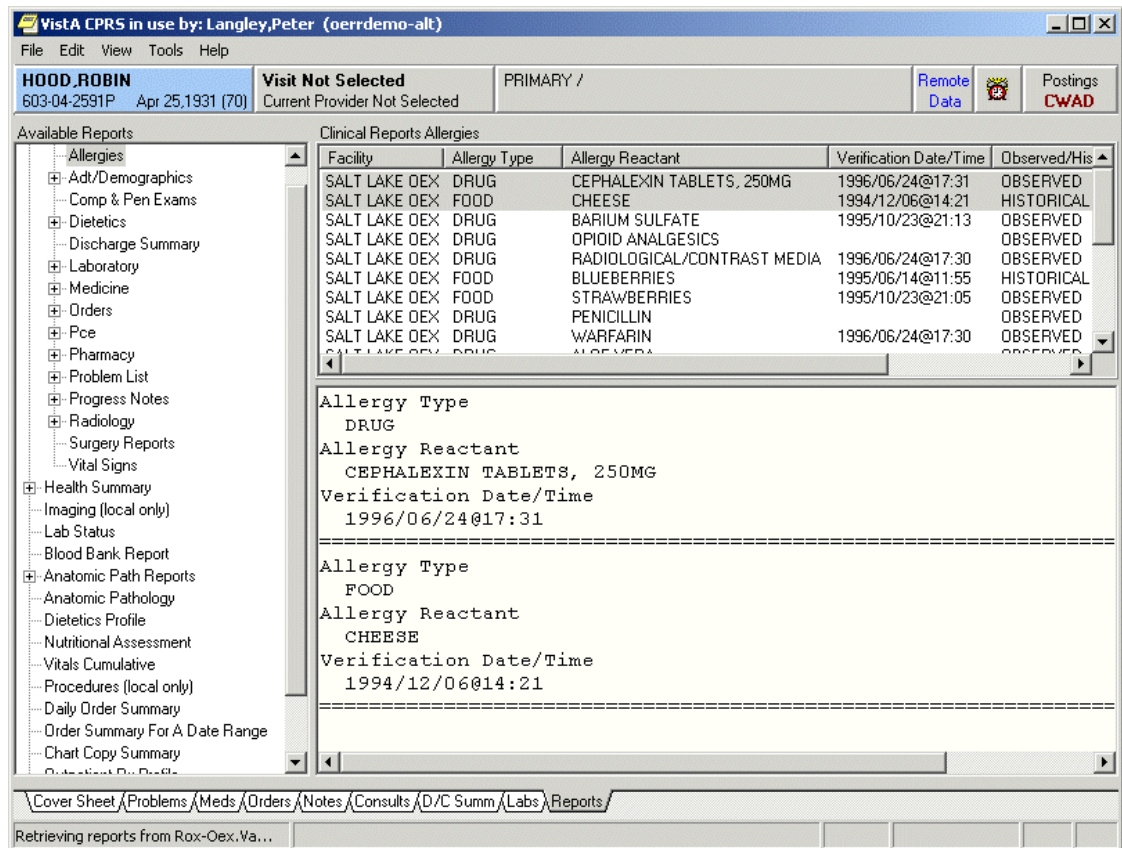 VistA CPRS in use by: Langley,Peter (oerrdemo-alt)
File Edit View Tools Help
HOOD,ROBIN
603-04-2591P Apr 25,1931 (70)
Visit Not Selected
Current Provider Not Selected
PRIMARY /
Remote
Data
Postings
CWAD
Available Reports
Allergies
Adt/Demographics
Comp & Pen Exams
Dietetics
Discharge Summary
Laboratory
Medicine
Orders
Pce
Pharmacy
Problem List
Progress Notes
Radiology
Surgery Reports
Vital Signs
Health Summary
Imaging (local only)
Lab Status
Blood Bank Report
Anatomic Path Reports
Anatomic Pathology
Dietetics Profile
Nutritional Assessment
Vitals Cumulative
Procedures (local only)
Daily Order Summary
Order Summary For A Date Range
Chart Copy Summary
Clinical Reports Allergies
Facility Allergy Type Allergy Reactant Verification Date/Time Observed/His
SALT LAKE OEX DRUG CEPHALEXIN TABLETS, 250MG 1996/06/24@17:31 OBSERVED
SALT LAKE OEX FOOD CHEESE 1994/12/06@14:21 HISTORICAL
SALT LAKE OEX DRUG BARIUM SULFATE 1995/10/23@21:13 OBSERVED
SALT LAKE OEX DRUG OPIOID ANALGESICS OBSERVED
SALT LAKE OEX DRUG RADIOLOGICAL/CONTRAST MEDIA 1996/06/24@17:30 OBSERVED
SALT LAKE OEX FOOD BLUEBERRIES 1995/06/14@11:55 HISTORICAL
SALT LAKE OEX FOOD STRAWBERRIES 1995/10/23@21:05 OBSERVED
SALT LAKE OEX DRUG PENICILLIN OBSERVED
SALT LAKE OEX DRUG WARFARIN 1996/06/24@17:30 OBSERVED
Allergy Type
DRUG
Allergy Reactant
CEPHALEXIN TABLETS, 250MG
Verification Date/Time
1996/06/24@17:31
Allergy Type
FOOD
Allergy Reactant
CHEESE
Verification Date/Time
1994/12/06@14:21
Cover Sheet Problems Meds Orders Notes Consults D/C Summ Labs Reports
Retrieving reports from Rox-Oex.Va...